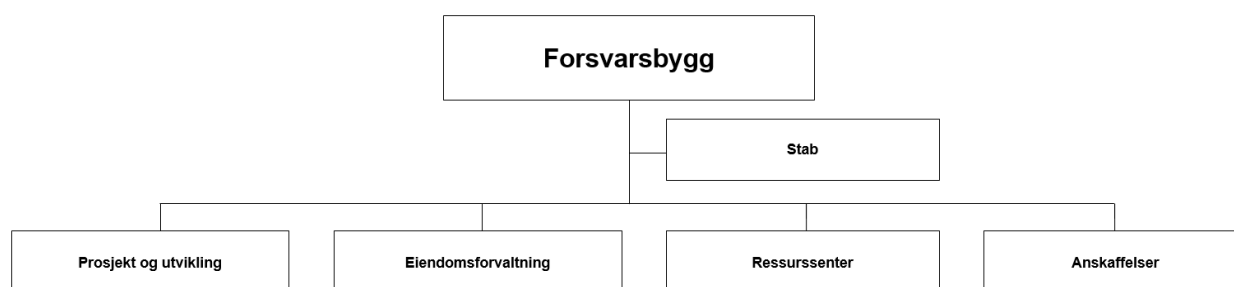 Forsvarsbygg
Stab
Prosjekt og utvikling
Eiendomsforvaltning
Ressurssenter
Anskaffelser